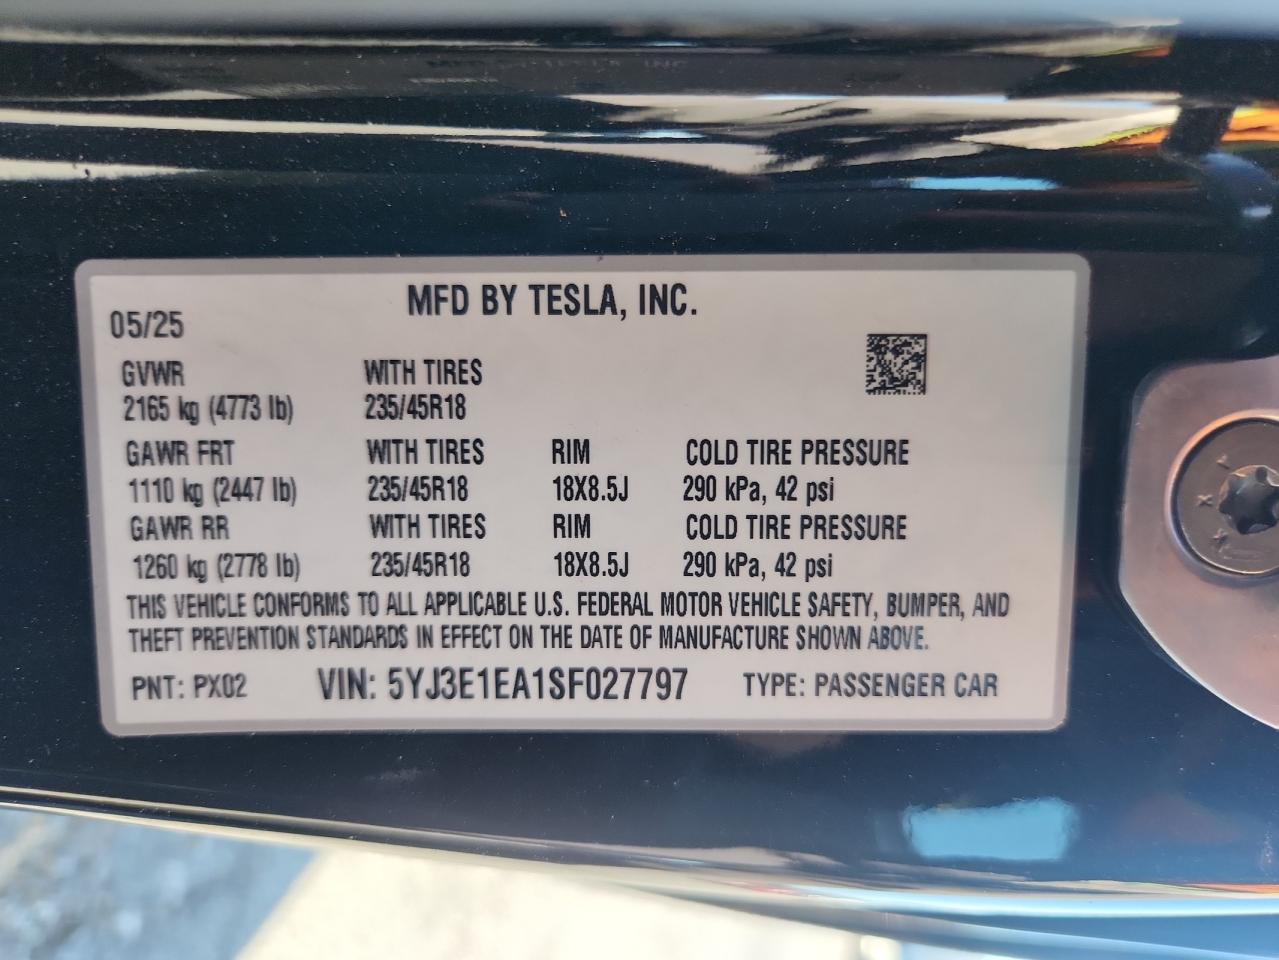 MFD BY TESLA, INC.
05/25
GVWR WITH TIRES
2165 kg (4773 lb) 235/45R18
GAWR FRT WITH TIRES RIM COLD TIRE PRESSURE
1110 kg (2447 lb) 235/45R18 18X8.5J 290 kPa, 42 psi
GAWR RR WITH TIRES RIM COLD TIRE PRESSURE
1260 kg (2778 lb) 235/45R18 18X8.5J 290 kPa, 42 psi
THIS VEHICLE CONFORMS TO ALL APPLICABLE U.S. FEDERAL MOTOR VEHICLE SAFETY, BUMPER, AND
THEFT PREVENTION STANDARDS IN EFFECT ON THE DATE OF MANUFACTURE SHOWN ABOVE.
PNT: PX02 VIN: 5YJ3E1EA1SF027797 TYPE: PASSENGER CAR